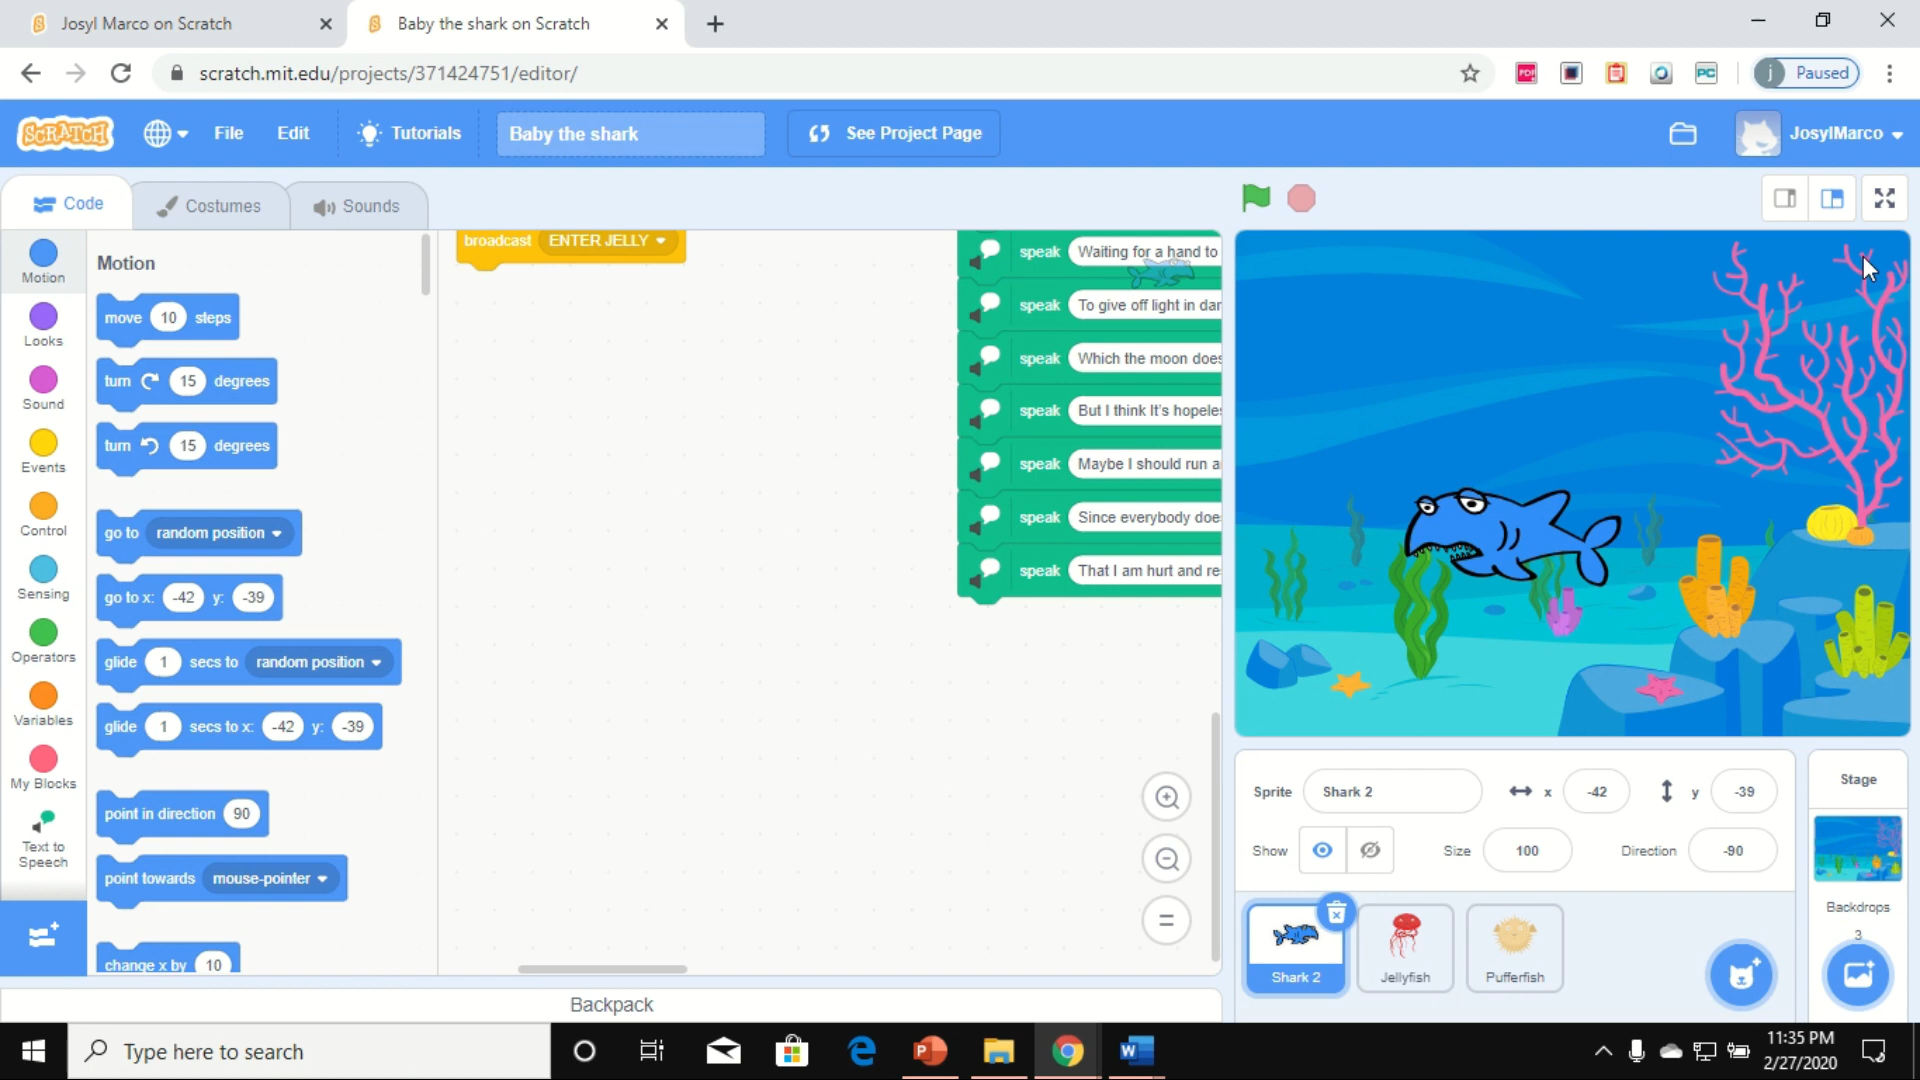 Josyl Marco on Scratch
Baby the shark on Scratch
scratch.mit.edu/projects/371424751/editor/
PDF
PC
j Paused
SCRATCH
File
Edit
Tutorials
Baby the shark
See Project Page
JosylMarco
Code
Costumes
Sounds
Motion
Looks
Sound
Events
Control
Sensing
Operators
Variables
My Blocks
Text to
Speech
Motion
move 10 steps
turn 15 degrees
turn 15 degrees
go to random position
go to x: -42 y: -39
glide 1 secs to random position
glide 1 secs to x: -42 y: -39
point in direction 90
point towards mouse-pointer
change x by 10
broadcast ENTER JELLY
speak Waiting for a hand to
speak To give off light in dar
speak Which the moon does
speak But I think It's hopeles
speak Maybe I should run a
speak Since everybody doe
speak That I am hurt and re
Backpack
Sprite Shark 2 x -42 y -39
Show Size 100 Direction -90
Shark 2
Jellyfish
Pufferfish
Stage
Backdrops
3
Type here to search
11:35 PM
2/27/2020